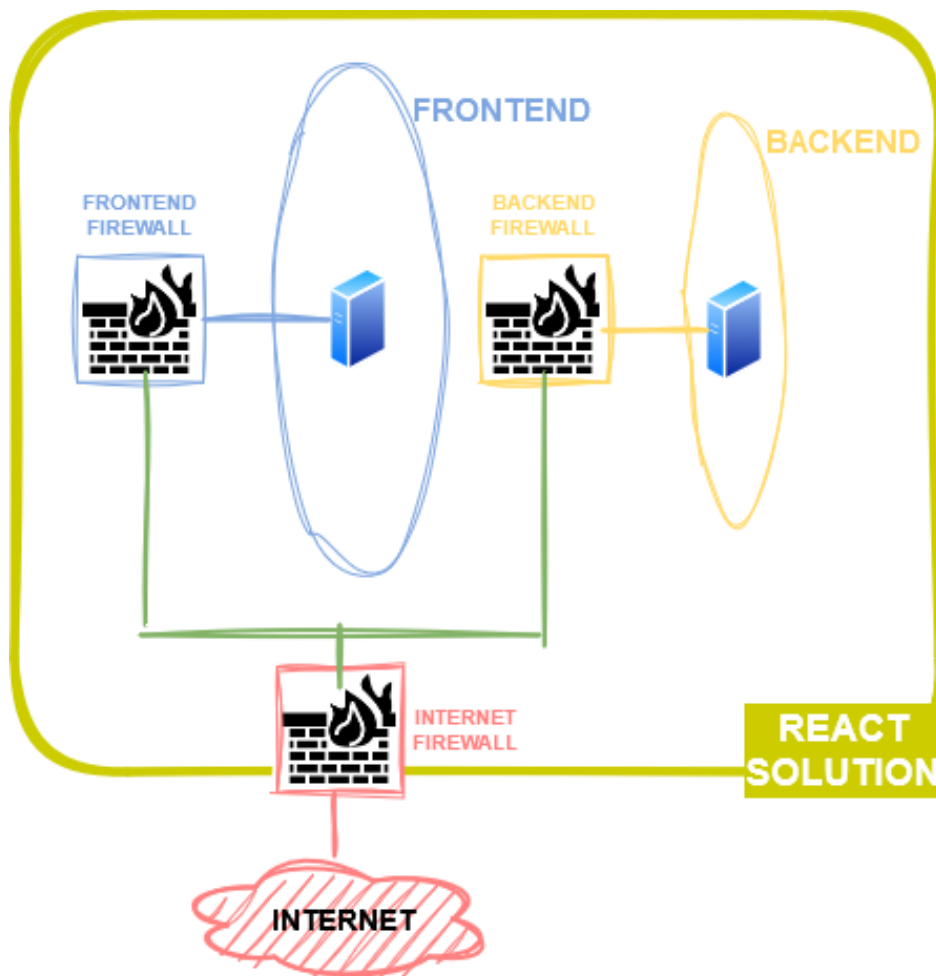 FRONTEND
BACKEND
FRONTEND
FIREWALL
BACKEND
FIREWALL
INTERNET
FIREWALL
REACT
SOLUTION
INTERNET